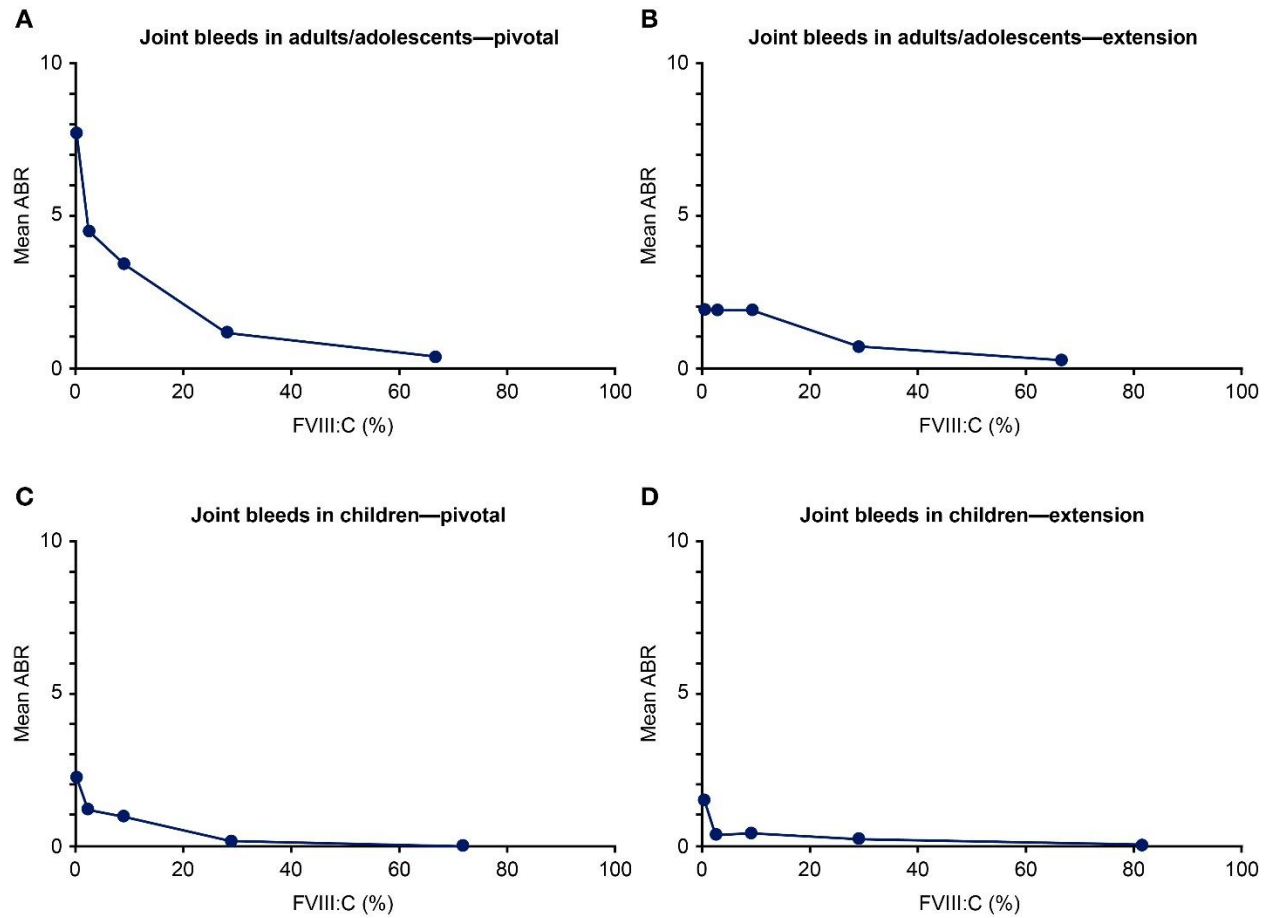 A
Joint bleeds in adults/adolescents—pivotal
10
5
0
Mean ABR
0 20 40 60 80 100
FVIII:C (%)
B
Joint bleeds in adults/adolescents—extension
10
5
0
Mean ABR
0 20 40 60 80 100
FVIII:C (%)
C
Joint bleeds in children—pivotal
10
5
0
Mean ABR
0 20 40 60 80 100
FVIII:C (%)
D
Joint bleeds in children—extension
10
5
0
Mean ABR
0 20 40 60 80 100
FVIII:C (%)